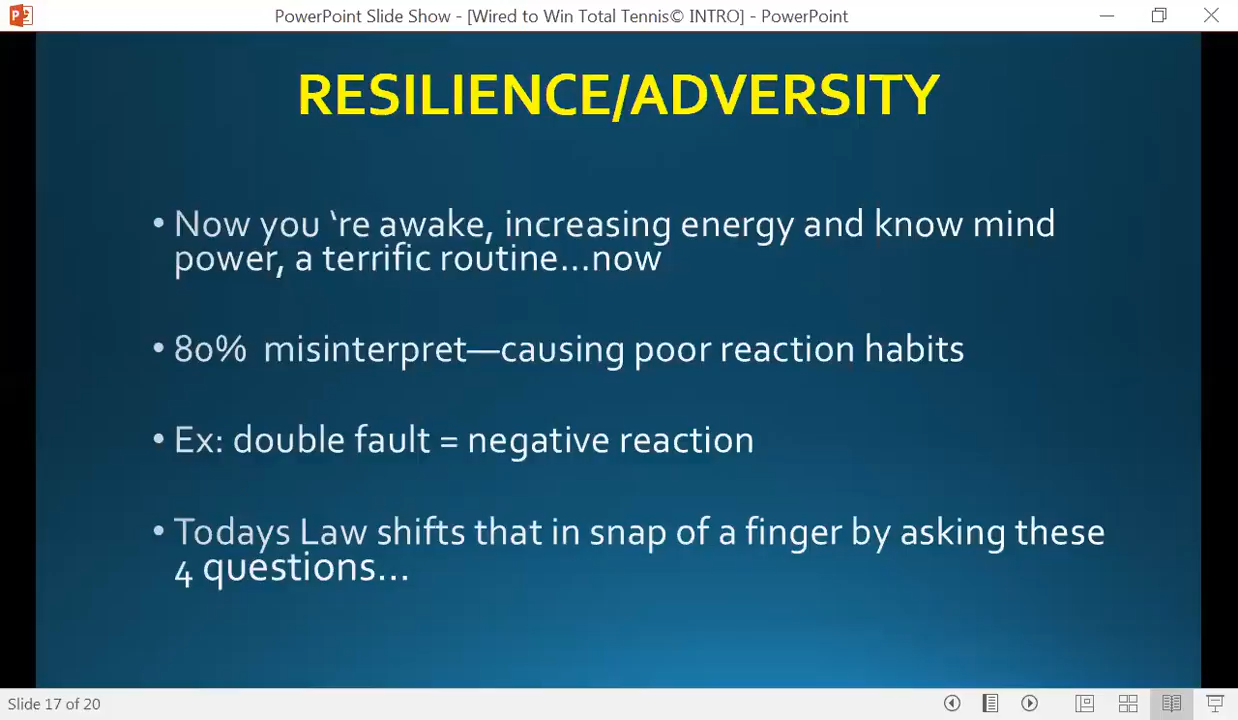 PowerPoint Slide Show - [Wired to Win Total Tennis© INTRO] - PowerPoint
RESILIENCE/ADVERSITY
• Now you ‘re awake, increasing energy and know mind
power, a terrific routine...now
• 80%  misinterpret—causing poor reaction habits
• Ex: double fault = negative reaction
• Todays Law shifts that in snap of a finger by asking these
4 questions...
Slide 17 of 20